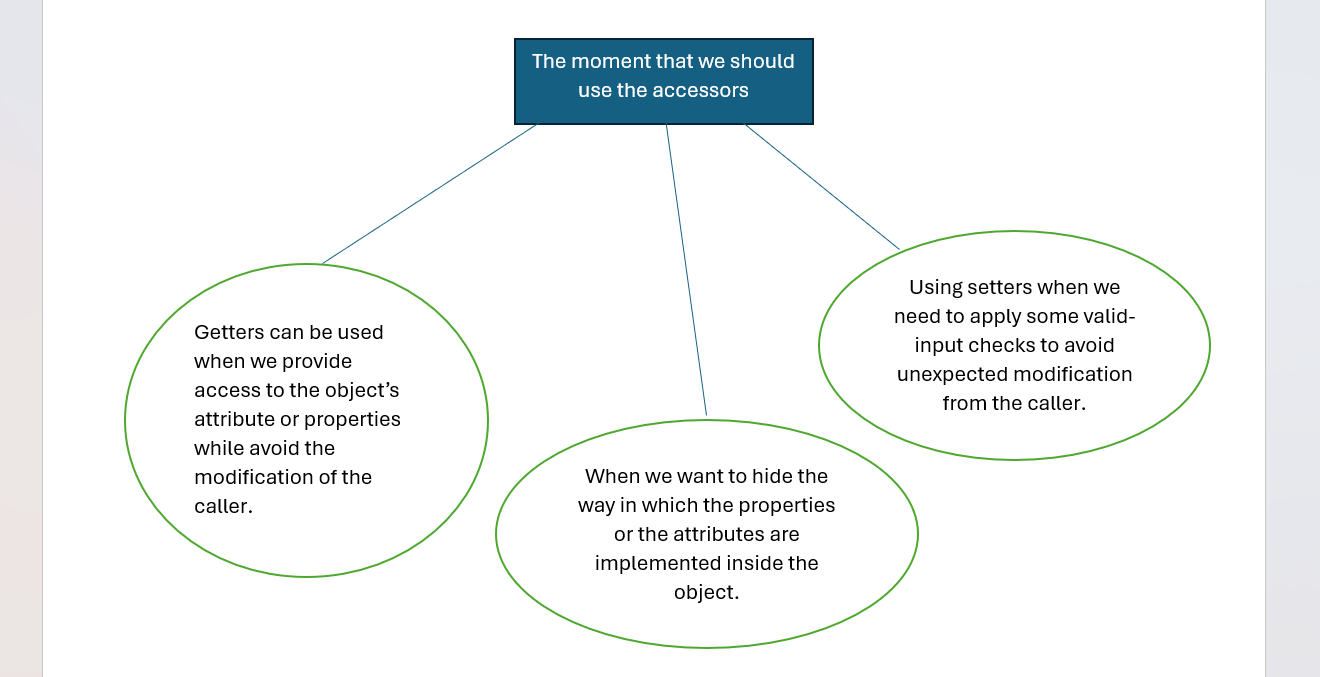 The moment that we should
use the accessors
Getters can be used
when we provide
access to the object’s
attribute or properties
while avoid the
modification of the
caller.
When we want to hide the
way in which the properties
or the attributes are
implemented inside the
object.
Using setters when we
need to apply some valid-
input checks to avoid
unexpected modification
from the caller.